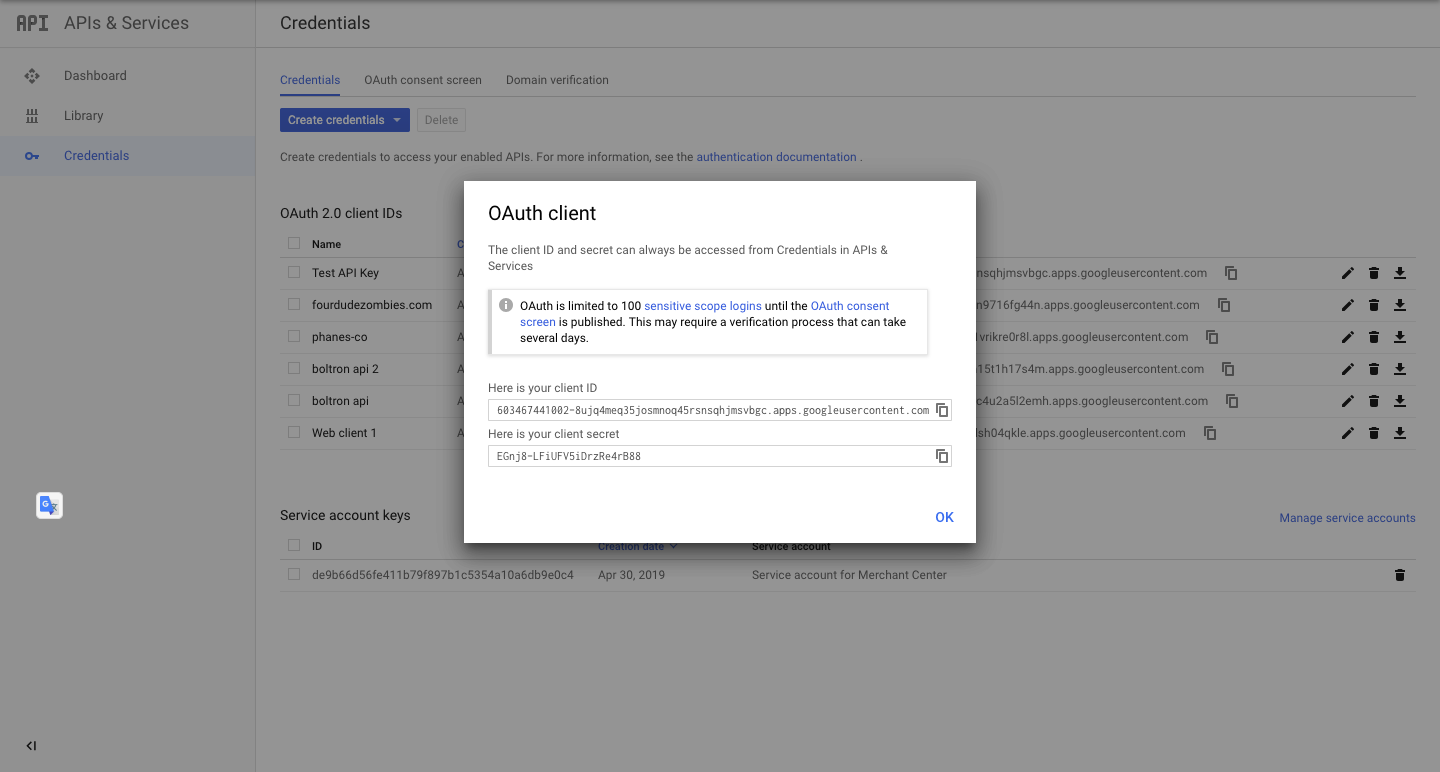 API APIs & Services
Credentials
Dashboard
Library
Credentials
Credentials OAuth consent screen Domain verification
Create credentials Delete
Create credentials to access your enabled APIs. For more information, see the authentication documentation .
OAuth 2.0 client IDs
Name C
Test API Key A nsqhjmsvbgc.apps.googleusercontent.com
fourdudezombies.com A n9716fg44n.apps.googleusercontent.com
phanes-co A vrikre0r8l.apps.googleusercontent.com
boltron api 2 A 15t1h17s4m.apps.googleusercontent.com
boltron api A c4u2a5l2emh.apps.googleusercontent.com
Web client 1 A sh04qkle.apps.googleusercontent.com
OAuth client
The client ID and secret can always be accessed from Credentials in APIs &
Services
OAuth is limited to 100 sensitive scope logins until the OAuth consent
screen is published. This may require a verification process that can take
several days.
Here is your client ID
603467441002-8ujq4meq35josmnoq45rsnsqhjmsvbgc.apps.googleusercontent.com
Here is your client secret
EGnj8-LFiUFV5iDrzRe4rB88
OK
Service account keys
Manage service accounts
ID Creation date Service account
de9b66d56fe411b79f897b1c5354a10a6db9e0c4 Apr 30, 2019 Service account for Merchant Center